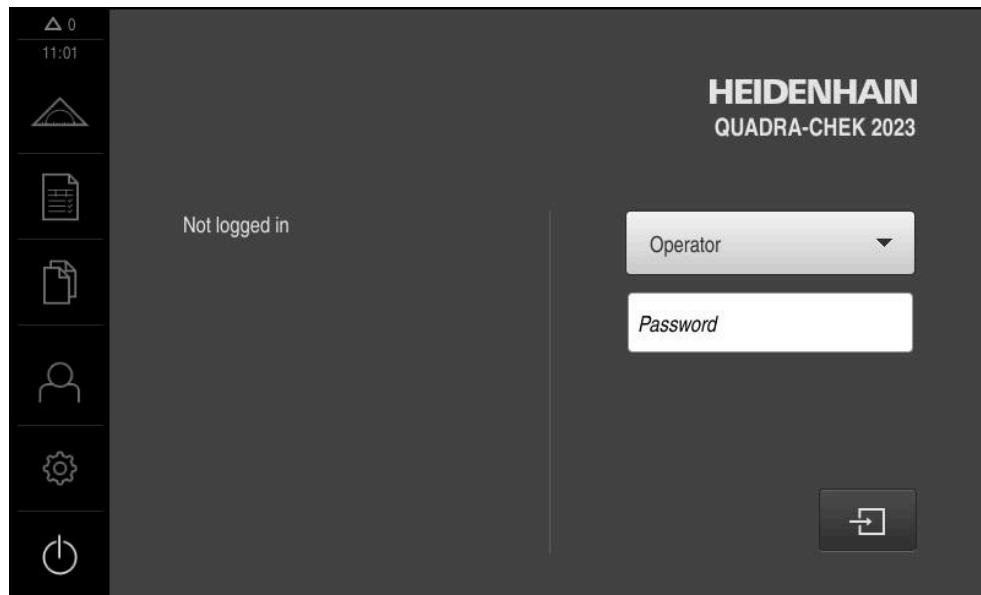 0
11:01
HEIDENHAIN
QUADRA-CHEK 2023
Not logged in
Operator
Password